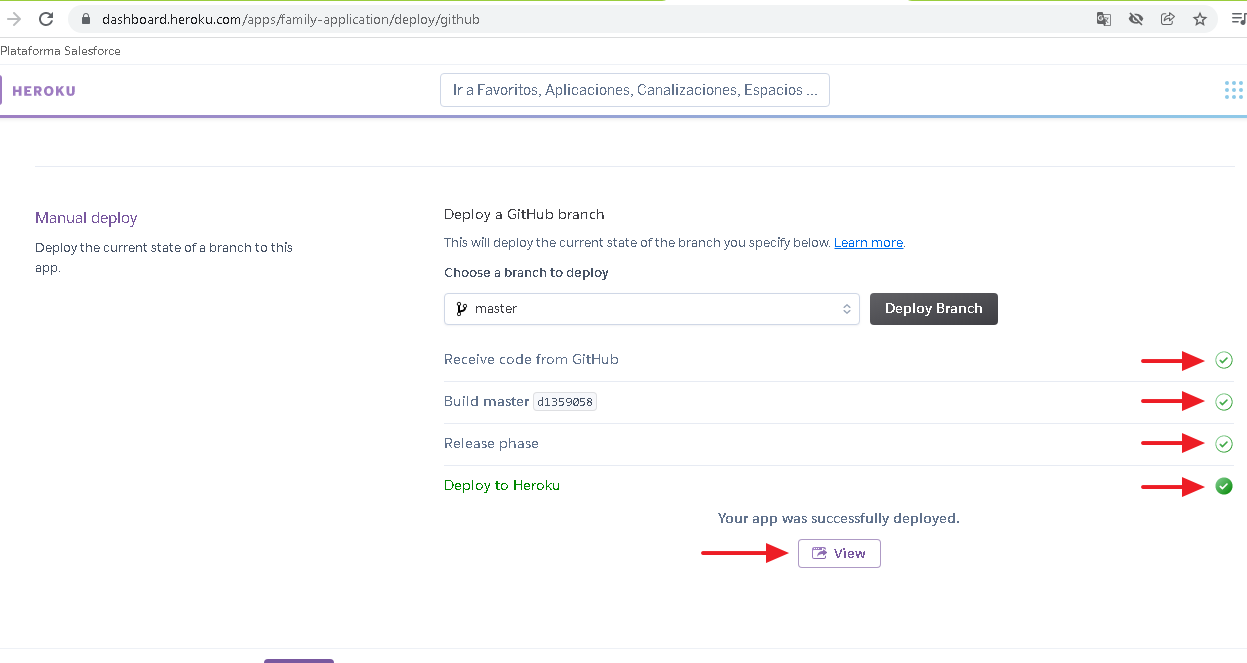 dashboard.heroku.com/apps/family-application/deploy/github
Plataforma Salesforce
HEROKU
Ir a Favoritos, Aplicaciones, Canalizaciones, Espacios ...
Manual deploy
Deploy the current state of a branch to this
app.
Deploy a GitHub branch
This will deploy the current state of the branch you specify below. Learn more.
Choose a branch to deploy
master
Deploy Branch
Receive code from GitHub
Build master d1359058
Release phase
Deploy to Heroku
Your app was successfully deployed.
View